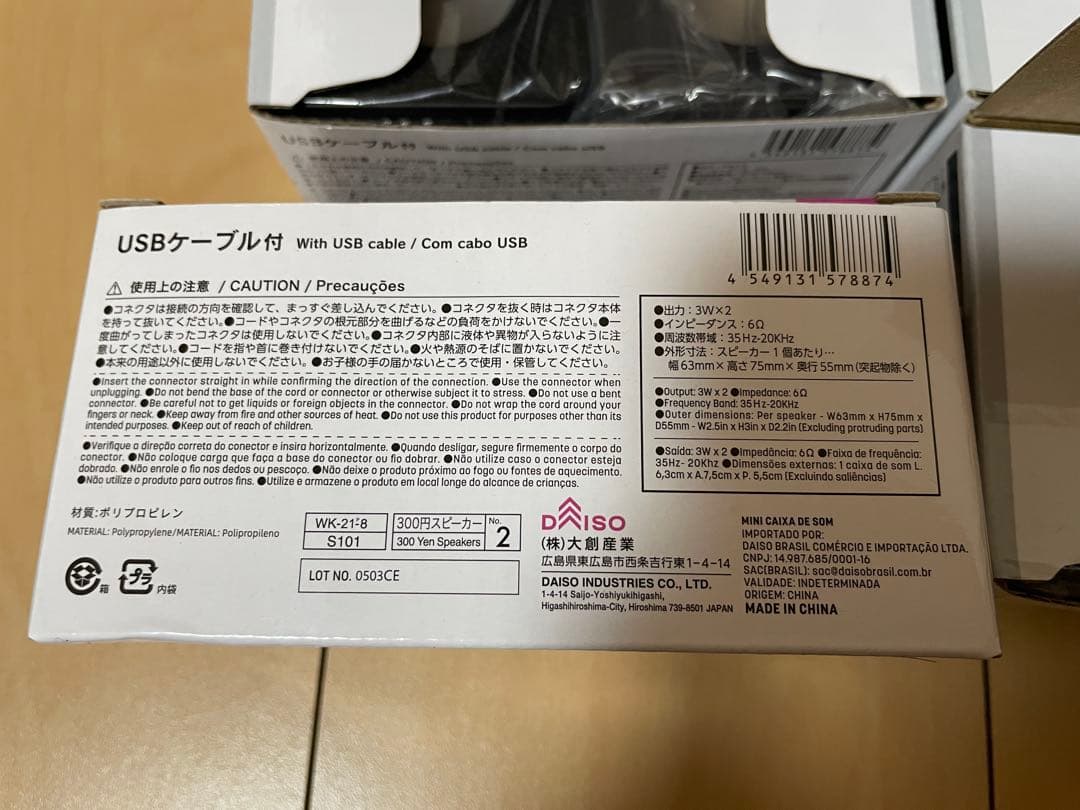 USBケーブル付 With USB cable / Com cabo USB
USBケーブル付 With USB cable / Com cabo USB
4 549131 578874
使用上の注意 / CAUTION / Precauções
●コネクタは接続の方向を確認して、まっすぐ差し込んでください。●コネクタを抜く時はコネクタ本体
を持って抜いてください。●コードやコネクタの根元部分を曲げるなどの負荷をかけないでください。●一
度曲がってしまったコネクタは使用しないでください。●コネクタ内部に液体や異物が入らないように注
意してください。●コードを指や首に巻き付けないでください。●火や熱源のそばに置かないでください。
●本来の用途以外に使用しないでください。●お子様の手の届かないところで使用・保管してください。
●Insert the connector straight in while confirming the direction of the connection. ●Use the connector when
unplugging. ●Do not bend the base of the cord or connector or otherwise subject it to stress. ●Do not use a bent
connector. ●Be careful not to get liquids or foreign objects in the connector. ●Do not wrap the cord around your
fingers or neck. ●Keep away from fire and other sources of heat. ●Do not use this product for purposes other than its
intended purposes. ●Keep out of reach of children.
●Verifique a direção correta do conector e insira horizontalmente. ●Quando desligar, segure firmemente o corpo do
conector. ●Não coloque carga que faça a base do conector ou fio dobrar. ●Não utilize caso o conector esteja
dobrado. ●Não enrole o fio nos dedos ou pescoço. ●Não deixe o produto próximo ao fogo ou fontes de aquecimento.
●Não utilize o produto para outros fins. ●Utilize e armazene o produto em local longe do alcance de crianças.
●出力：3W×2
●インピーダンス：6Ω
●周波数帯域：35Hz-20KHz
●外形寸法：スピーカー1個あたり…
幅63mm×高さ75mm×奥行55mm（突起物除く）
●Output: 3W x 2 ●Impedance: 6Ω
●Frequency Band: 35Hz-20KHz
●Outer dimensions: Per speaker - W63mm x H75mm x
D55mm - W2.5in x H3in x D2.2in (Excluding protruding parts)
●Saída: 3W x 2 ●Impedância: 6Ω ●Faixa de frequência:
35Hz- 20Khz ●Dimensões externas: 1 caixa de som L.
6,3cm x A.7,5cm x P. 5,5cm (Excluindo saliências)
材質：ポリプロピレン
MATERIAL: Polypropylene/MATERIAL: Polipropileno
箱
プラ
内袋
WK-21-8
S101
300円スピーカー
300 Yen Speakers
No.
2
LOT NO. 0503CE
DAISO
(株)大創産業
広島県東広島市西条吉行東1-4-14
DAISO INDUSTRIES CO., LTD.
1-4-14 Saijo-Yoshiyukihigashi,
Higashihiroshima-City, Hiroshima 739-8501 JAPAN
MINI CAIXA DE SOM
IMPORTADO POR:
DAISO BRASIL COMÉRCIO E IMPORTAÇÃO LTDA.
CNPJ: 14.987.685/0001-16
SAC(BRASIL): sac@daisobrasil.com.br
VALIDADE: INDETERMINADA
ORIGEM: CHINA
MADE IN CHINA